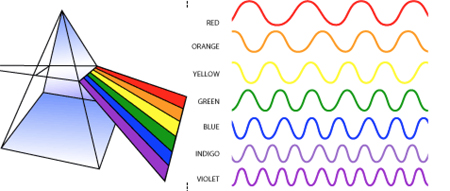 RED
ORANGE
YELLOW
GREEN
BLUE
INDIGO
VIOLET